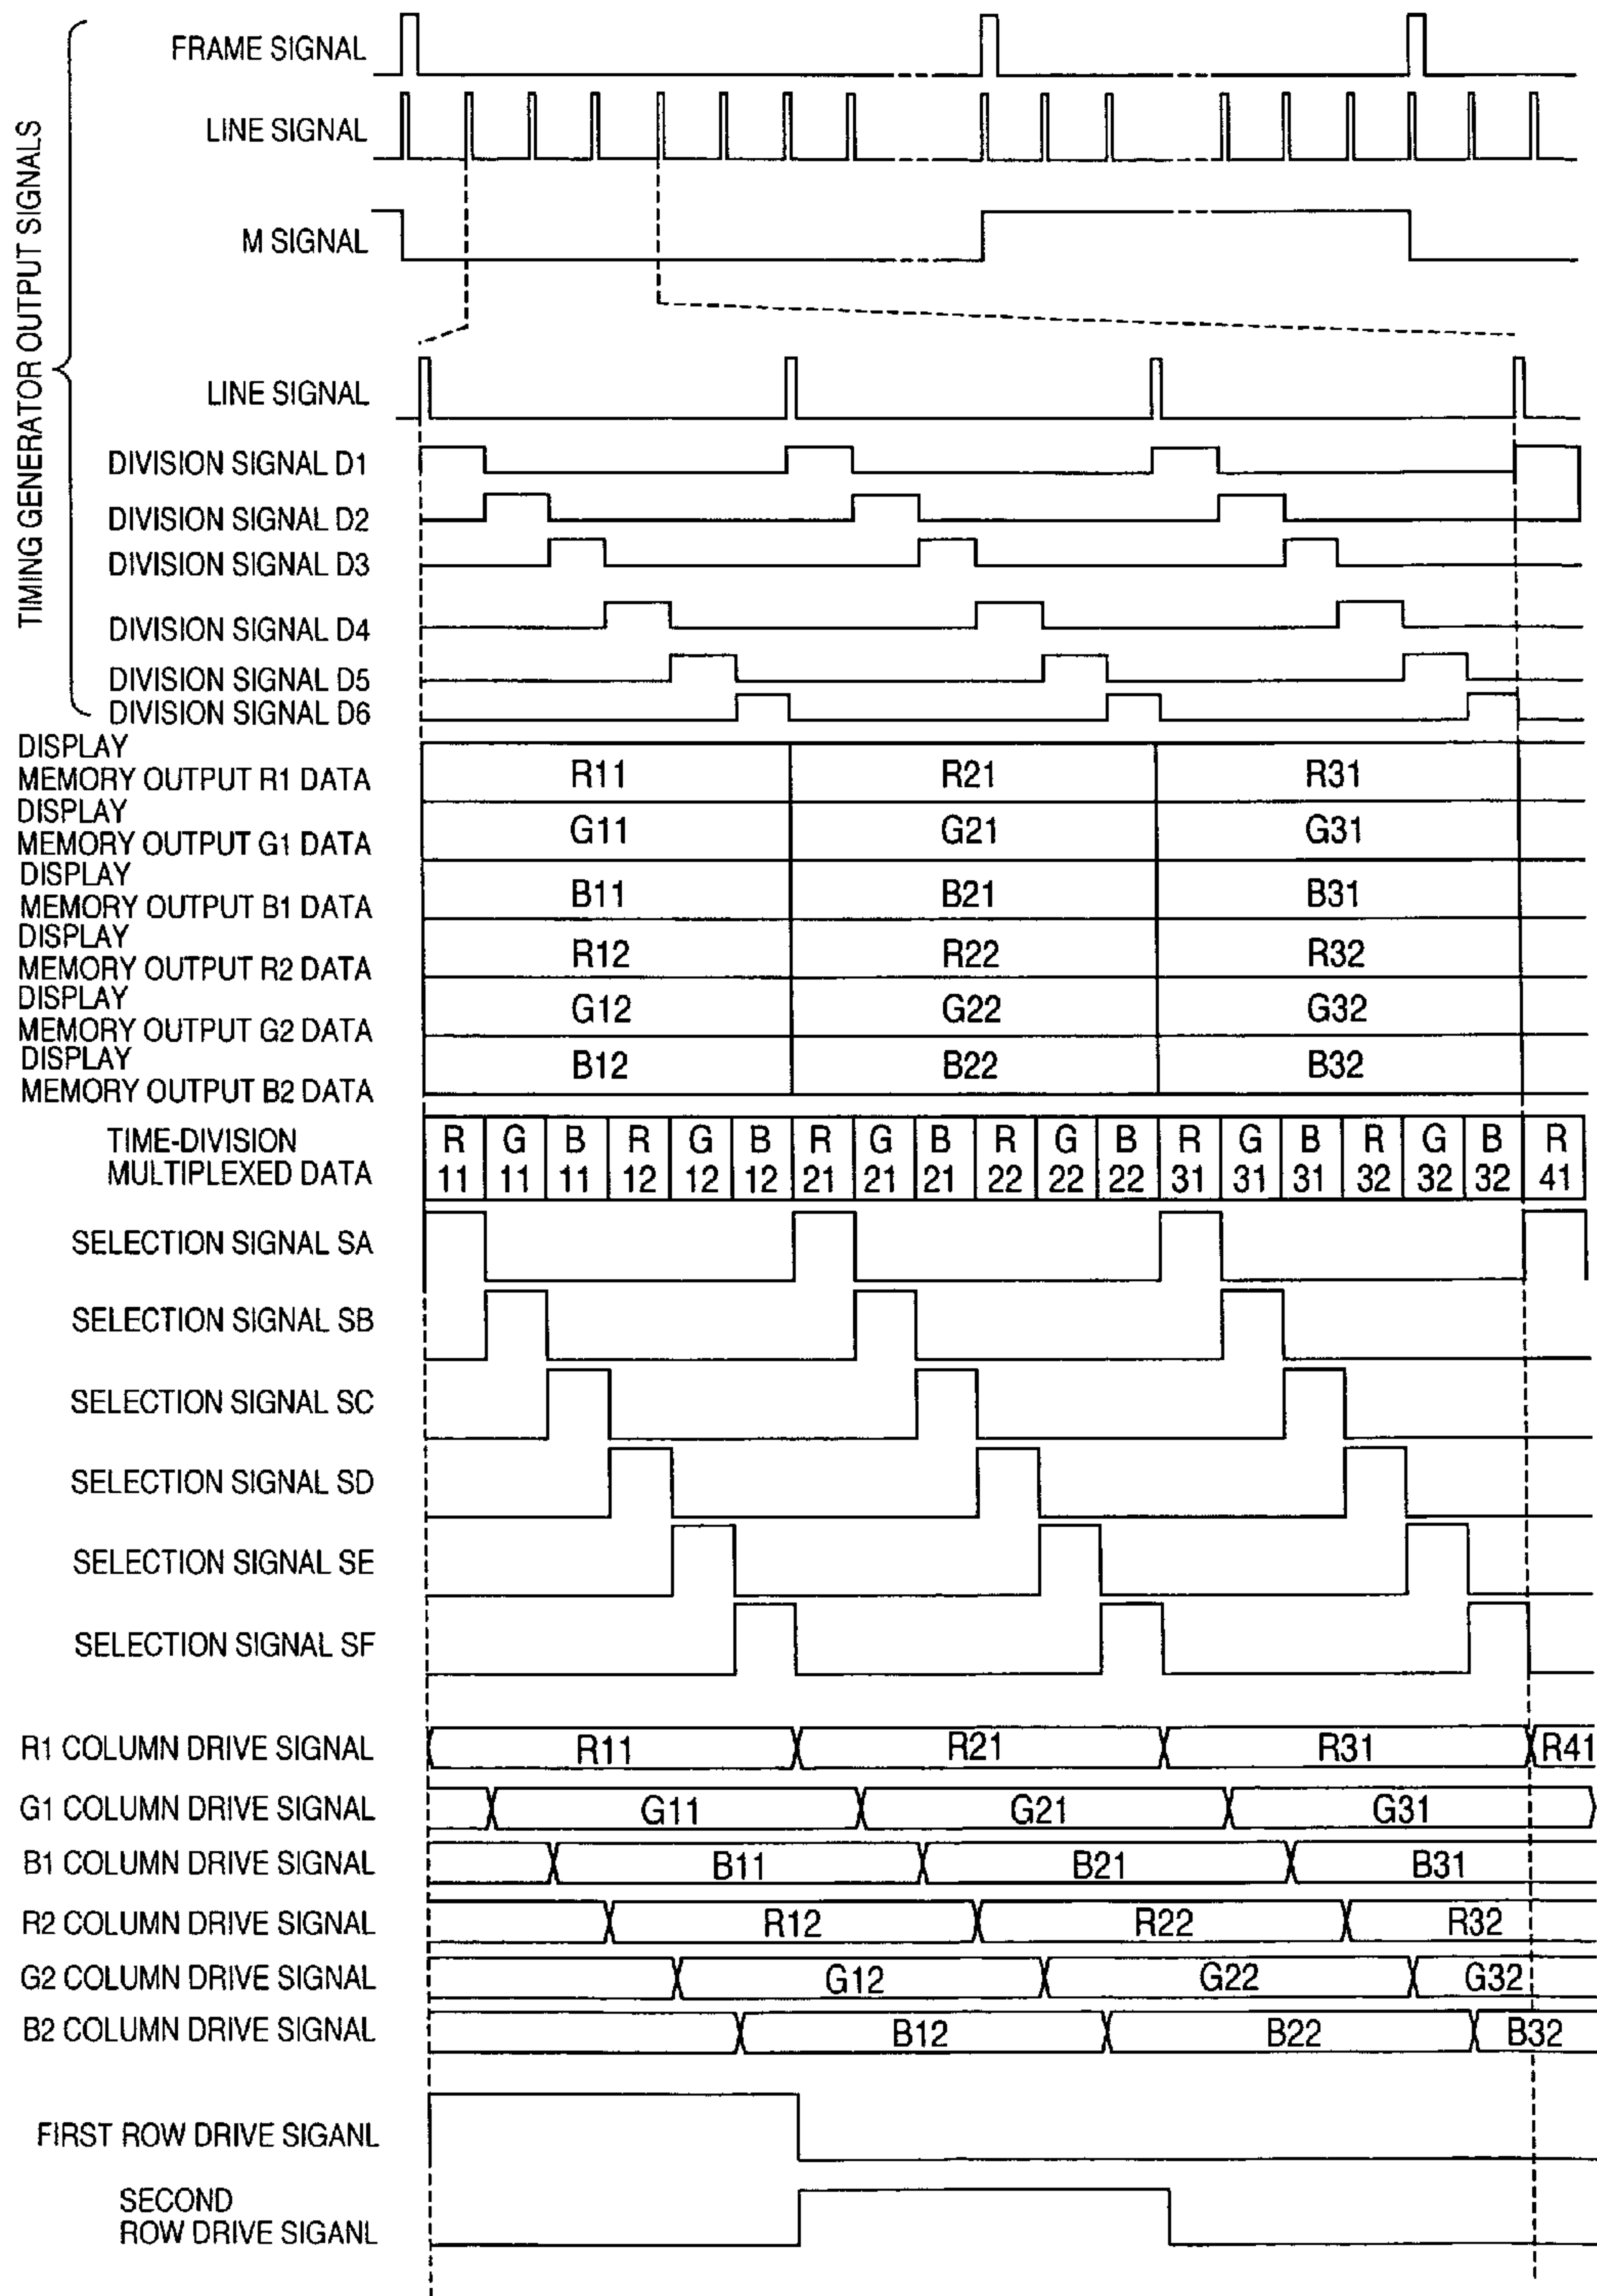 TIMING GENERATOR OUTPUT SIGNALS
FRAME SIGNAL
LINE SIGNAL
M SIGNAL
LINE SIGNAL
DIVISION SIGNAL D1
DIVISION SIGNAL D2
DIVISION SIGNAL D3
DIVISION SIGNAL D4
DIVISION SIGNAL D5
DIVISION SIGNAL D6
DISPLAY
MEMORY OUTPUT R1 DATA R11 R21 R31
DISPLAY
MEMORY OUTPUT G1 DATA G11 G21 G31
DISPLAY
MEMORY OUTPUT B1 DATA B11 B21 B31
DISPLAY
MEMORY OUTPUT R2 DATA R12 R22 R32
DISPLAY
MEMORY OUTPUT G2 DATA G12 G22 G32
DISPLAY
MEMORY OUTPUT B2 DATA B12 B22 B32
TIME-DIVISION R G B R G B R G B R G B R G B R G B R
MULTIPLEXED DATA 11 11 11 12 12 12 21 21 21 22 22 22 31 31 31 32 32 32 41
SELECTION SIGNAL SA
SELECTION SIGNAL SB
SELECTION SIGNAL SC
SELECTION SIGNAL SD
SELECTION SIGNAL SE
SELECTION SIGNAL SF
R1 COLUMN DRIVE SIGNAL R11 R21 R31 R41
G1 COLUMN DRIVE SIGNAL G11 G21 G31
B1 COLUMN DRIVE SIGNAL B11 B21 B31
R2 COLUMN DRIVE SIGNAL R12 R22 R32
G2 COLUMN DRIVE SIGNAL G12 G22 G32
B2 COLUMN DRIVE SIGNAL B12 B22 B32
FIRST ROW DRIVE SIGANL
SECOND
ROW DRIVE SIGANL